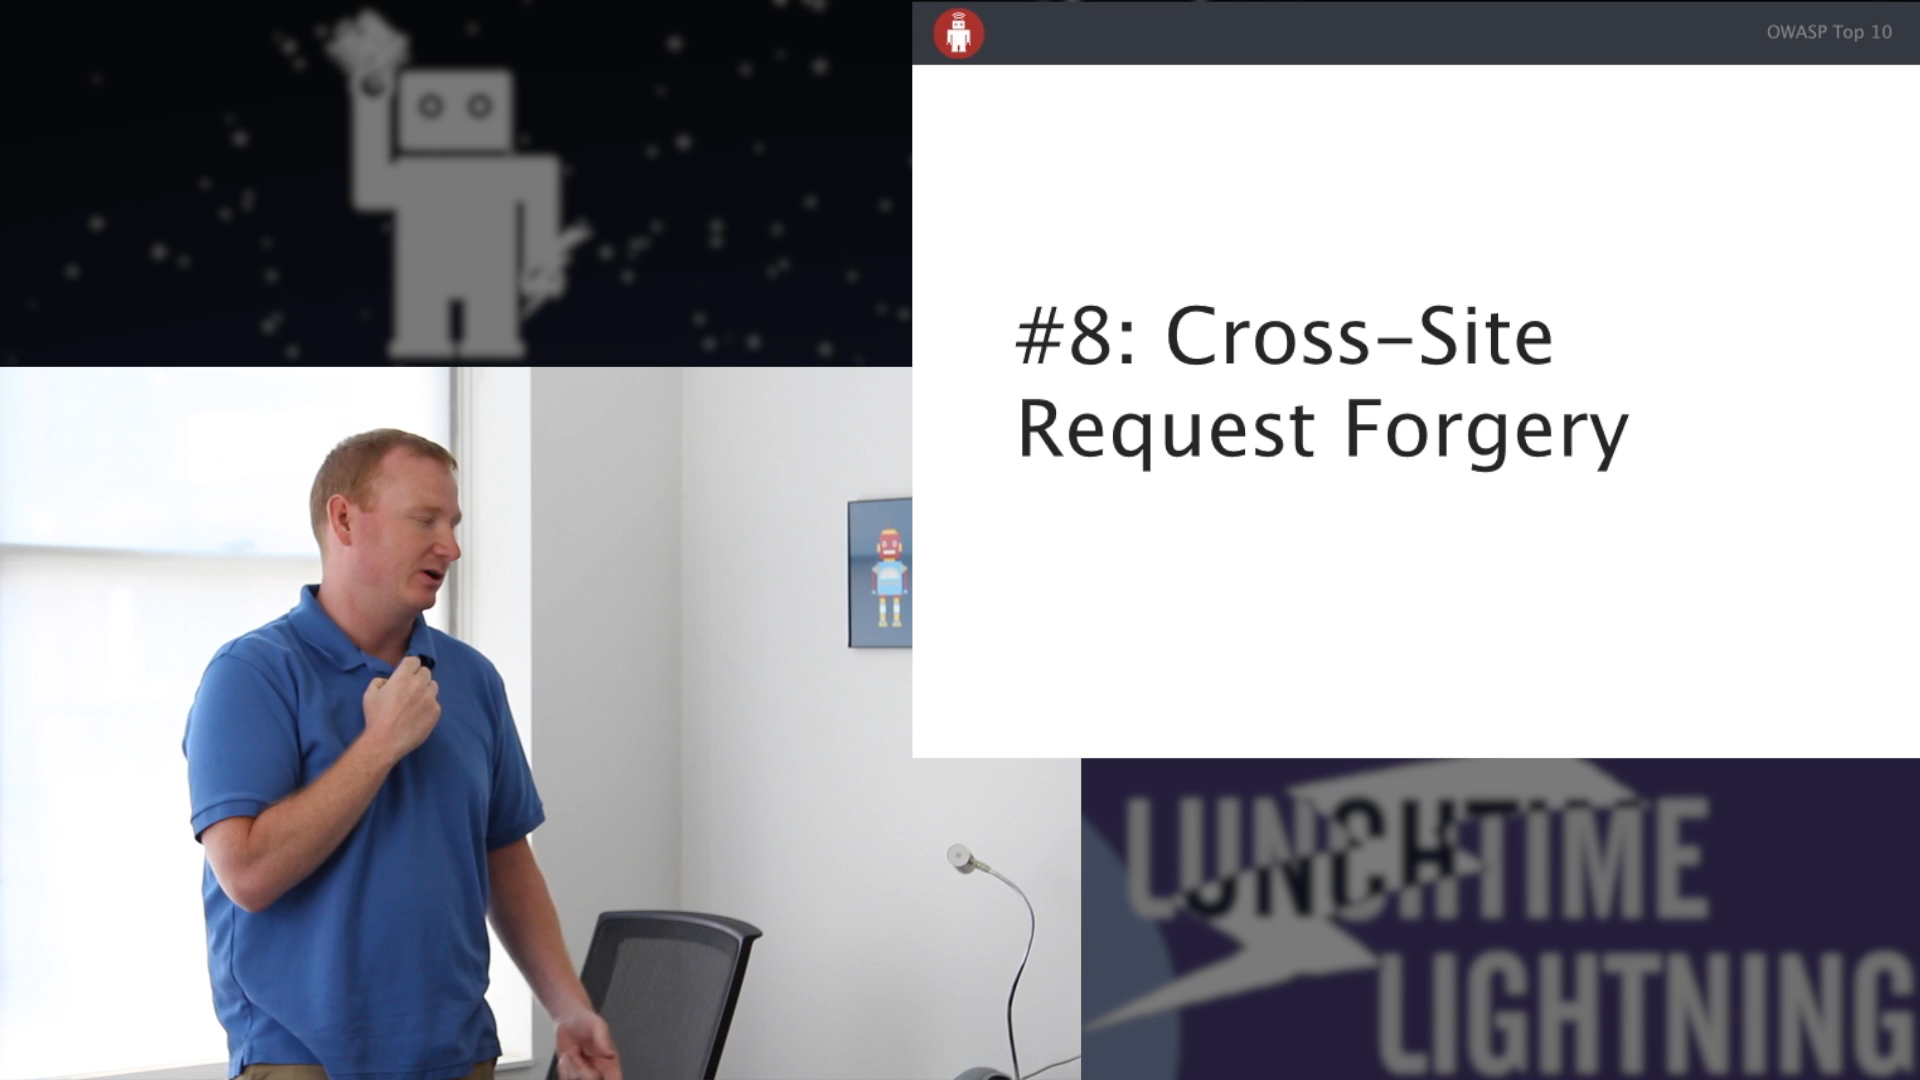 OWASP Top 10
#8: Cross-Site
Request Forgery
LUNCHTIME
LIGHTNING